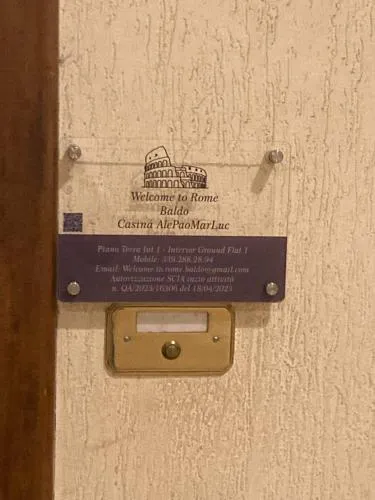 Welcome to Rome
Baldo
Casina AlePaoMarLuc
Piano Terra Int 1 - Interior Ground Flat 1
Mobile: 339.288.28.94
Email: Welcome.to.rome.baldo@gmail.com
Autorizzazione SCIA inizio attività
n. QA/2023/16306 del 18/04/2023